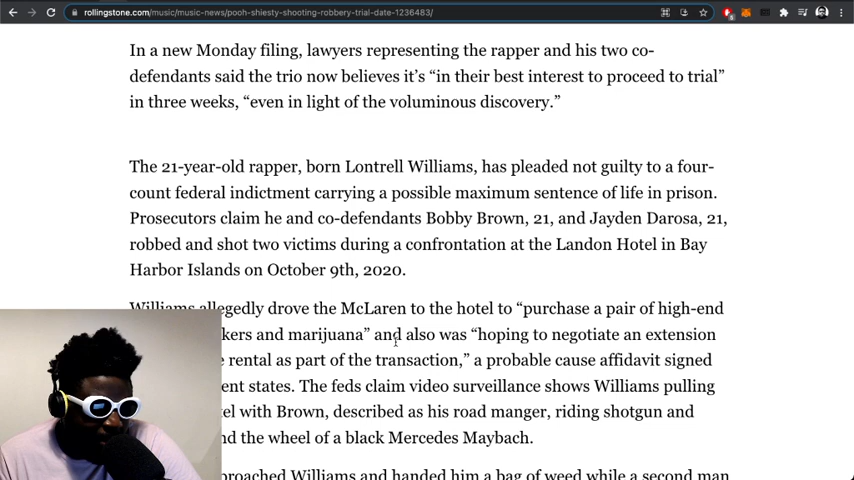 rollingstone.com/music/music-news/pooh-shiesty-shooting-robbery-trial-date-1236483/
In a new Monday filing, lawyers representing the rapper and his two co-
defendants said the trio now believes it’s “in their best interest to proceed to trial”
in three weeks, “even in light of the voluminous discovery.”
The 21-year-old rapper, born Lontrell Williams, has pleaded not guilty to a four-
count federal indictment carrying a possible maximum sentence of life in prison.
Prosecutors claim he and co-defendants Bobby Brown, 21, and Jayden Darosa, 21,
robbed and shot two victims during a confrontation at the Landon Hotel in Bay
Harbor Islands on October 9th, 2020.
Williams allegedly drove the McLaren to the hotel to “purchase a pair of high-end
kers and marijuana” and also was “hoping to negotiate an extension
e rental as part of the transaction,” a probable cause affidavit signed
ent states. The feds claim video surveillance shows Williams pulling
tel with Brown, described as his road manger, riding shotgun and
nd the wheel of a black Mercedes Maybach.
proached Williams and handed him a bag of weed while a second man